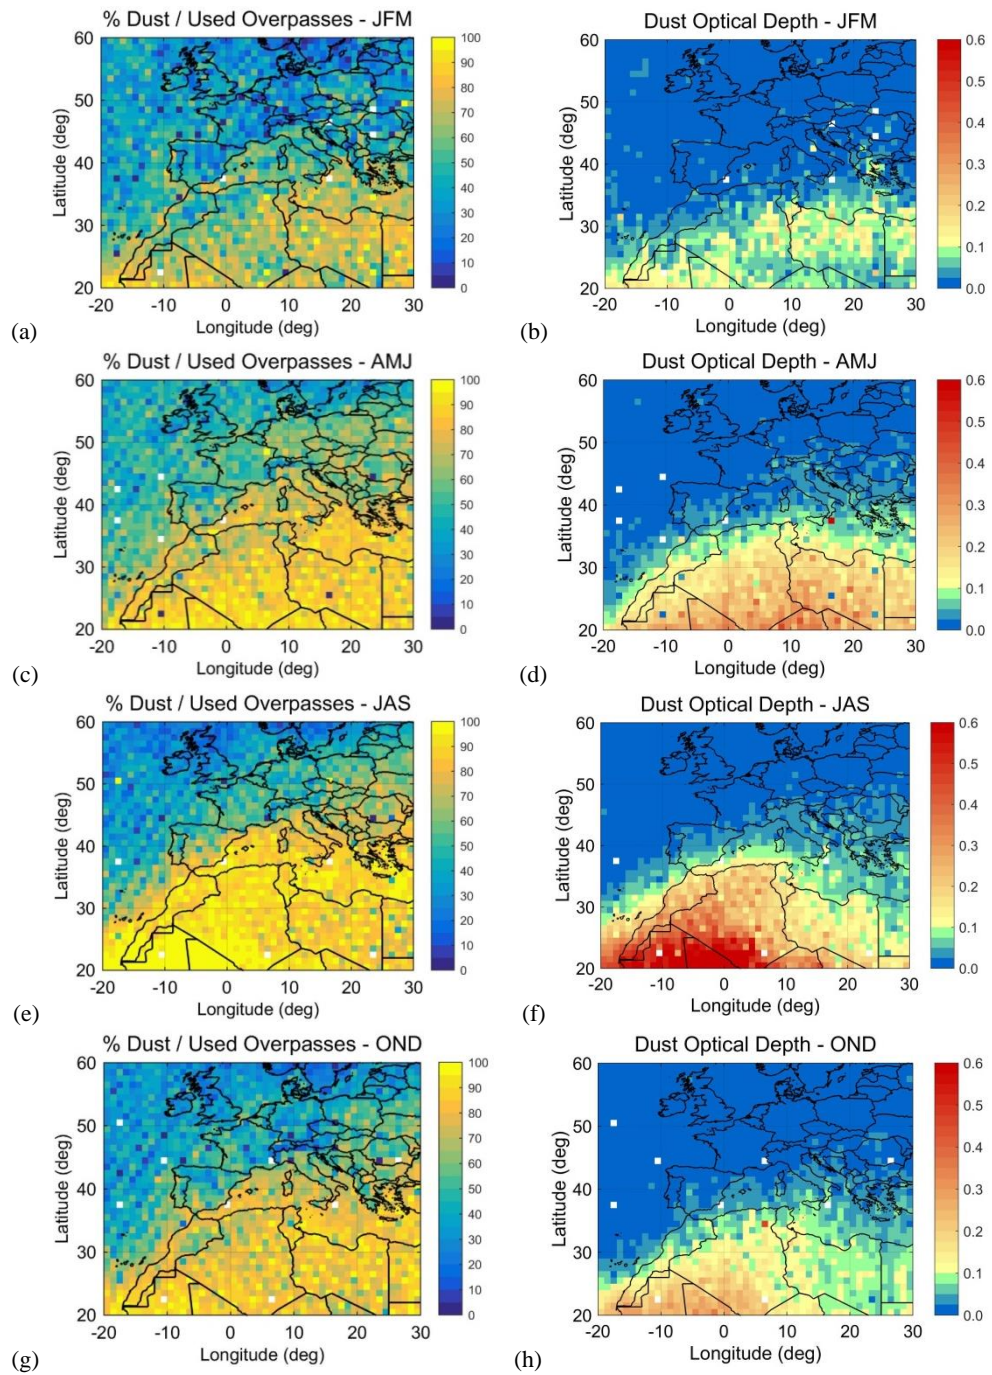 % Dust / Used Overpasses - JFM
Dust Optical Depth - JFM
60
50
40
30
20
Latitude (deg)
-20 -10 0 10 20 30
Longitude (deg)
100
90
80
70
60
50
40
30
20
10
0
(a)
60
50
40
30
20
Latitude (deg)
-20 -10 0 10 20 30
Longitude (deg)
0.6
0.5
0.4
0.3
0.2
0.1
0.0
(b)
% Dust / Used Overpasses - AMJ
Dust Optical Depth - AMJ
60
50
40
30
20
Latitude (deg)
-20 -10 0 10 20 30
Longitude (deg)
100
90
80
70
60
50
40
30
20
10
0
(c)
60
50
40
30
20
Latitude (deg)
-20 -10 0 10 20 30
Longitude (deg)
0.6
0.5
0.4
0.3
0.2
0.1
0.0
(d)
% Dust / Used Overpasses - JAS
Dust Optical Depth - JAS
60
50
40
30
20
Latitude (deg)
-20 -10 0 10 20 30
Longitude (deg)
100
90
80
70
60
50
40
30
20
10
0
(e)
60
50
40
30
20
Latitude (deg)
-20 -10 0 10 20 30
Longitude (deg)
0.6
0.5
0.4
0.3
0.2
0.1
0.0
(f)
% Dust / Used Overpasses - OND
Dust Optical Depth - OND
60
50
40
30
20
Latitude (deg)
-20 -10 0 10 20 30
Longitude (deg)
100
90
80
70
60
50
40
30
20
10
0
(g)
60
50
40
30
20
Latitude (deg)
-20 -10 0 10 20 30
Longitude (deg)
0.6
0.5
0.4
0.3
0.2
0.1
0.0
(h)